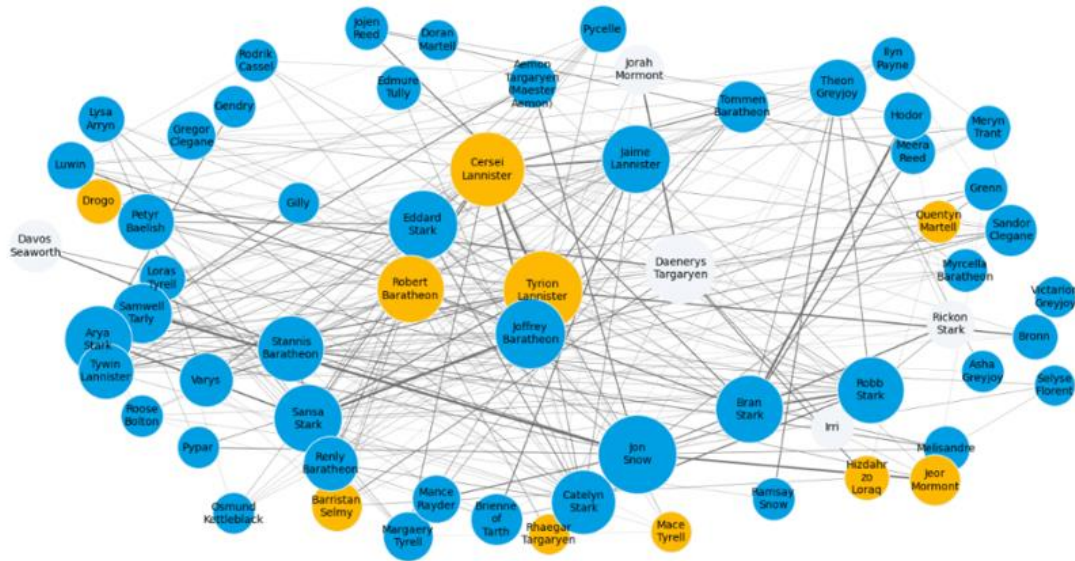 Jojen
Reed
Doran
Martell
Pycelle
Rodrik
Cassel
Aemon
Targaryen
(Maester
Aemon)
Jorah
Mormont
Ilyn
Payne
Edmure
Tully
Theon
Greyjoy
Lysa
Arryn
Gendry
Tommen
Baratheon
Hodor
Meryn
Trant
Gregor
Clegane
Meera
Reed
Luwin
Cersei
Lannister
Jaime
Lannister
Drogo
Gilly
Grenn
Petyr
Baelish
Eddard
Stark
Quentyn
Martell
Sandor
Clegane
Davos
Seaworth
Daenerys
Targaryen
Myrcella
Baratheon
Loras
Tyrell
Robert
Baratheon
Tyrion
Lannister
Victarion
Greyjoy
Samwell
Tarly
Rickon
Stark
Arya
Stark
Stannis
Baratheon
Joffrey
Baratheon
Bronn
Tywin
Lannister
Varys
Asha
Greyjoy
Selyse
Florent
Robb
Stark
Bran
Stark
Roose
Bolton
Sansa
Stark
Irri
Pypar
Jon
Snow
Melisandre
Renly
Baratheon
Hizdahr
zo
Loraq
Jeor
Mormont
Osmund
Kettleblack
Barristan
Selmy
Mance
Rayder
Catelyn
Stark
Ramsay
Snow
Brienne
of
Tarth
Margaery
Tyrell
Rhaegar
Targaryen
Mace
Tyrell